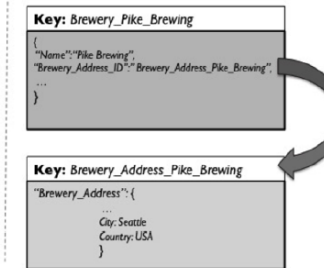 Key: Brewery_Pike_Brewing
{
"Name":"Pike Brewing",
"Brewery_Address_ID":"Brewery_Address_Pike_Brewing",
...
}
Key: Brewery_Address_Pike_Brewing
"Brewery_Address": {
...
City: Seattle
Country: USA
}